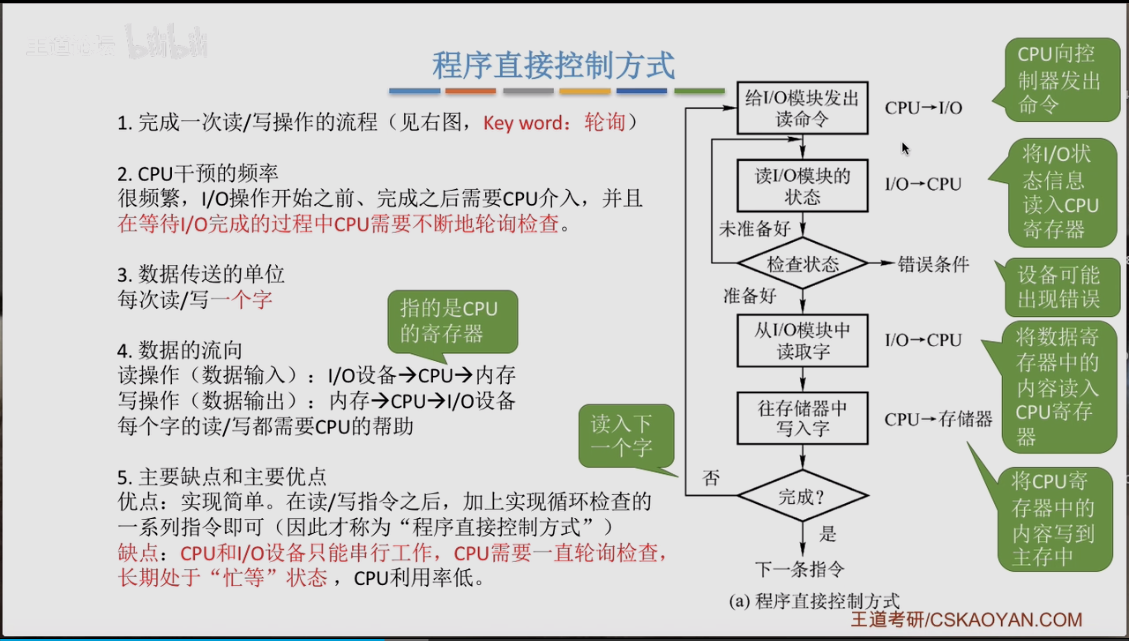 王道论坛 bilibili
程序直接控制方式
1. 完成一次读/写操作的流程（见右图，Key word：轮询）
2. CPU干预的频率
很频繁，I/O操作开始之前、完成之后需要CPU介入，并且
在等待I/O完成的过程中CPU需要不断地轮询检查。
3. 数据传送的单位
每次读/写一个字
指的是CPU
的寄存器
4. 数据的流向
读操作（数据输入）：I/O设备→CPU→内存
写操作（数据输出）：内存→CPU→I/O设备
每个字的读/写都需要CPU的帮助
读入下
一个字
5. 主要缺点和主要优点
优点：实现简单。在读/写指令之后，加上实现循环检查的
一系列指令即可（因此才称为“程序直接控制方式”）
缺点：CPU和I/O设备只能串行工作，CPU需要一直轮询检查，
长期处于“忙等”状态，CPU利用率低。
给I/O模块发出
读命令
CPU→I/O
CPU向控
制器发出
命令
读I/O模块的
状态
I/O→CPU
将I/O状
态信息
读入CPU
寄存器
未准备好
检查状态
错误条件
设备可能
出现错误
准备好
从I/O模块中
读取字
I/O→CPU
将数据寄
存器中的
内容读入
CPU寄存
器
往存储器中
写入字
CPU→存储器
将CPU寄
存器中的
内容写到
主存中
否
完成?
是
下一条指令
(a) 程序直接控制方式
王道考研/CSKAOYAN.COM